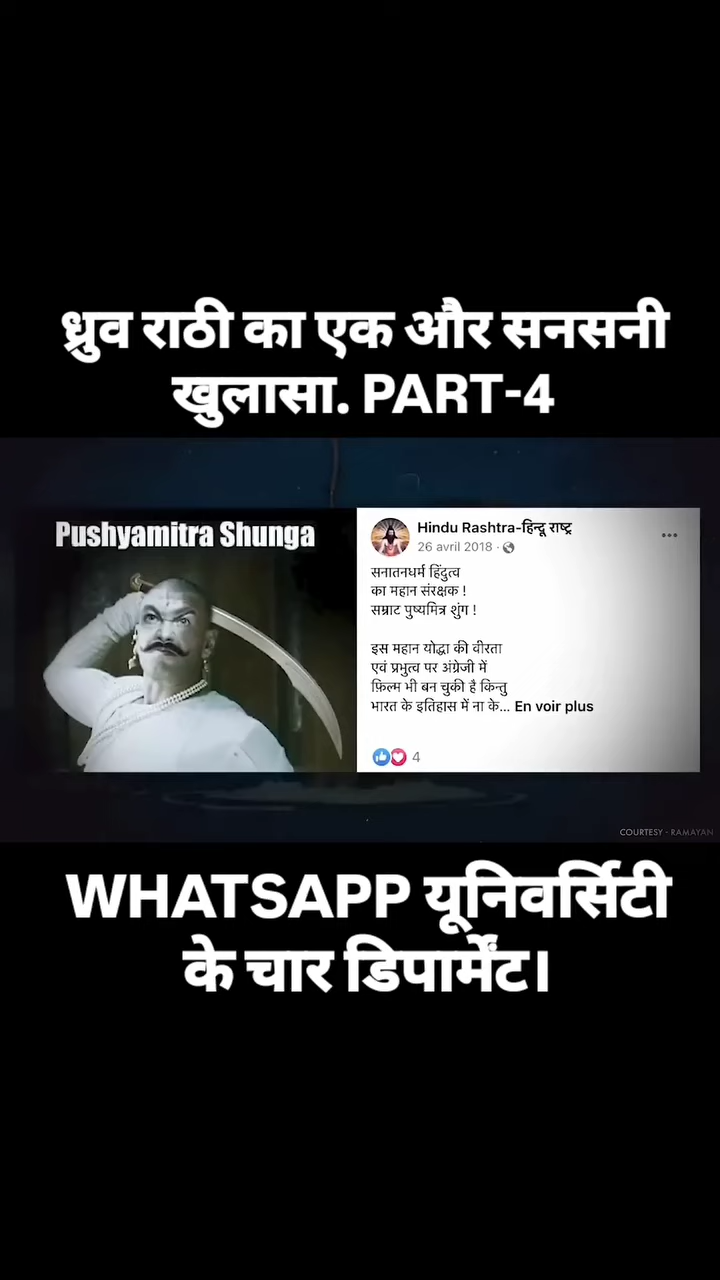 ध्रुव राठी का एक और सनसनी
खुलासा. PART-4
Pushyamitra Shunga
Hindu Rashtra-हिन्दू राष्ट्र
26 avril 2018 ·
सनातनधर्म हिंदुत्व
का महान संरक्षक !
सम्राट पुष्यमित्र शुंग !
इस महान योद्धा की वीरता
एवं प्रभुत्व पर अंग्रेजी में
फ़िल्म भी बन चुकी है किन्तु
भारत के इतिहास में ना के... En voir plus
4
COURTESY - RAMAYAN
WHATSAPP यूनिवर्सिटी
के चार डिपार्मेंट।